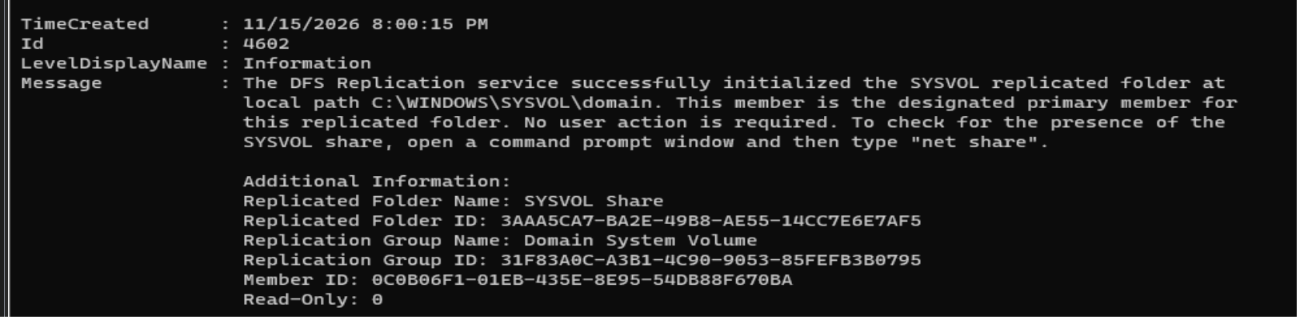 TimeCreated      : 11/15/2026 8:00:15 PM
Id               : 4602
LevelDisplayName : Information
Message          : The DFS Replication service successfully initialized the SYSVOL replicated folder at
                   local path C:\WINDOWS\SYSVOL\domain. This member is the designated primary member for
                   this replicated folder. No user action is required. To check for the presence of the
                   SYSVOL share, open a command prompt window and then type "net share".

                   Additional Information:
                   Replicated Folder Name: SYSVOL Share
                   Replicated Folder ID: 3AAA5CA7-BA2E-49B8-AE55-14CC7E6E7AF5
                   Replication Group Name: Domain System Volume
                   Replication Group ID: 31F83A0C-A3B1-4C90-9053-85FEFB3B0795
                   Member ID: 0C0B06F1-01EB-435E-8E95-54DB88F670BA
                   Read-Only: 0